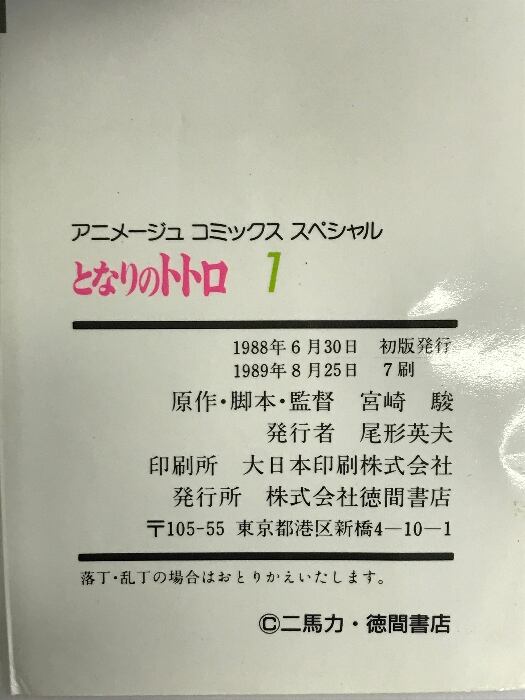 アニメージュ コミックス スペシャル
となりのトトロ 1
1988年6月30日 初版発行
1989年8月25日 7刷
原作・脚本・監督 宮崎 駿
発行者 尾形英夫
印刷所 大日本印刷株式会社
発行所 株式会社徳間書店
〒105-55 東京都港区新橋4―10―1
落丁・乱丁の場合はおとりかえいたします。
©二馬力・徳間書店